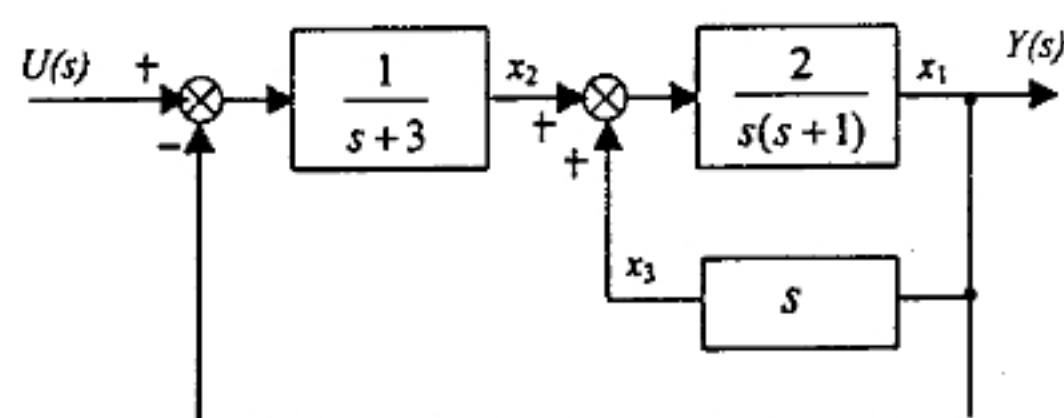 U(s) + − 1/(s + 3) x₂ + + 2/(s(s + 1)) x₁ Y(s)
x₃ s